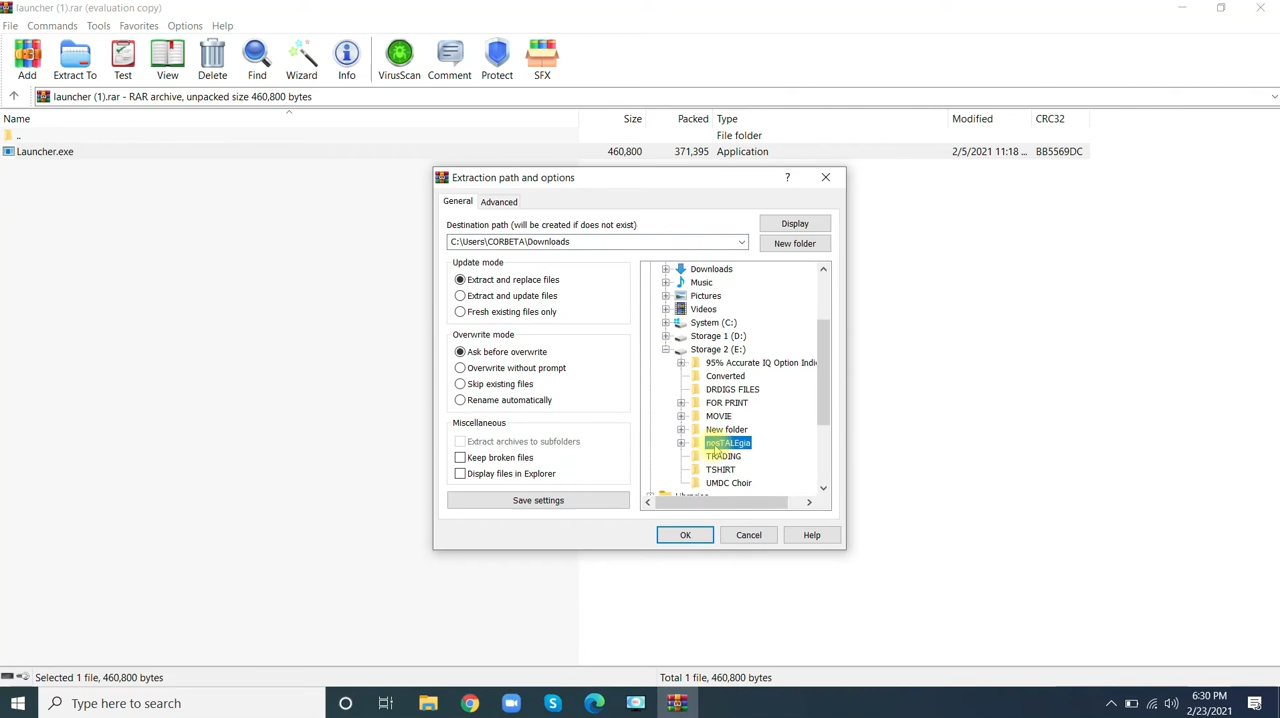 launcher (1).rar (evaluation copy)
File Commands Tools Favorites Options Help
Add Extract To Test View Delete Find Wizard Info VirusScan Comment Protect SFX
launcher (1).rar - RAR archive, unpacked size 460,800 bytes
Name Size Packed Type Modified CRC32
.. File folder
Launcher.exe 460,800 371,395 Application 2/5/2021 11:18 ... BB5569DC
Extraction path and options ?
General Advanced
Destination path (will be created if does not exist) Display
C:\Users\CORBETA\Downloads New folder
Update mode
Extract and replace files
Extract and update files
Fresh existing files only
Overwrite mode
Ask before overwrite
Overwrite without prompt
Skip existing files
Rename automatically
Miscellaneous
Extract archives to subfolders
Keep broken files
Display files in Explorer
Save settings
Downloads
Music
Pictures
Videos
System (C:)
Storage 1 (D:)
Storage 2 (E:)
95% Accurate IQ Option Indi
Converted
DRDIGS FILES
FOR PRINT
MOVIE
New folder
nosTALEgia
TRADING
TSHIRT
UMDC Choir
Libraries
OK Cancel Help
Selected 1 file, 460,800 bytes Total 1 file, 460,800 bytes
Type here to search
6:30 PM
2/23/2021